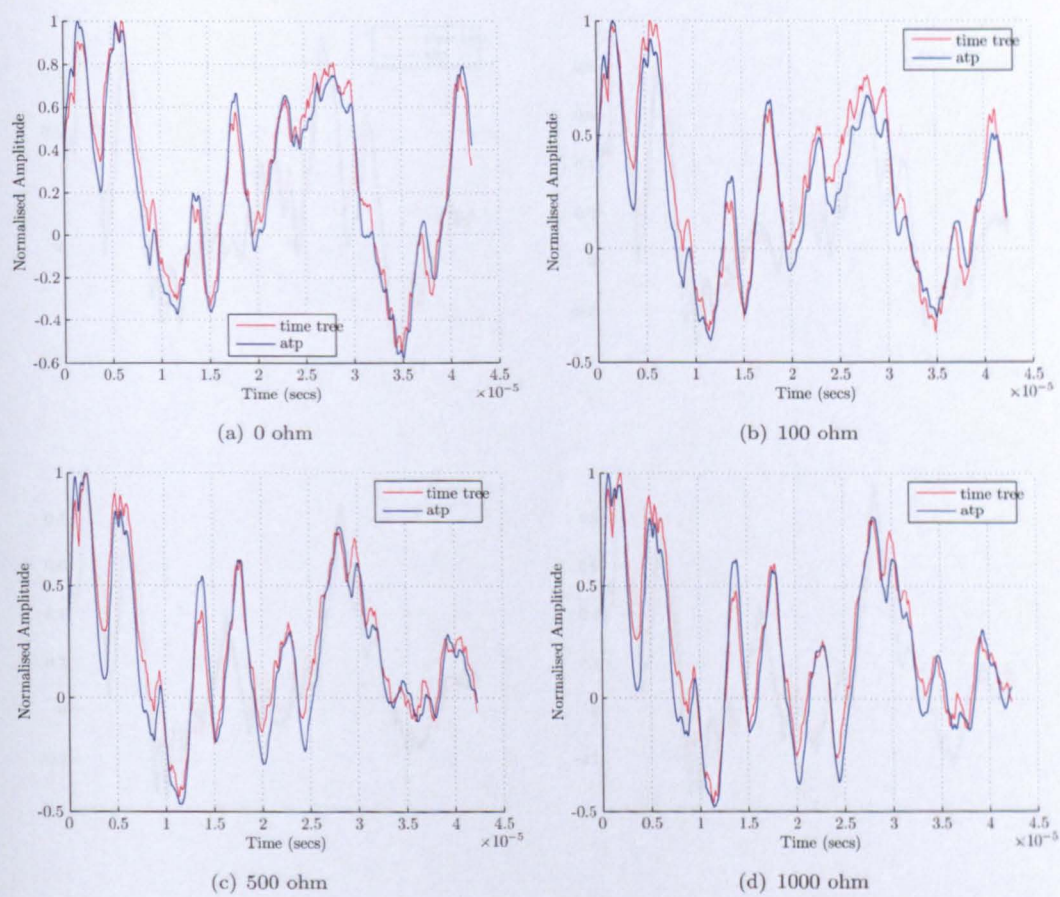 1
0.8
0.6
0.4
0.2
0
-0.2
-0.4
-0.6
Normalised Amplitude
time tree
atp
0 0.5 1 1.5 2 2.5 3 3.5 4 4.5
Time (secs)
×10⁻⁵
(a) 0 ohm
1
0.5
0
-0.5
Normalised Amplitude
time tree
atp
0 0.5 1 1.5 2 2.5 3 3.5 4 4.5
Time (secs)
×10⁻⁵
(b) 100 ohm
1
0.5
0
-0.5
Normalised Amplitude
time tree
atp
0 0.5 1 1.5 2 2.5 3 3.5 4 4.5
Time (secs)
×10⁻⁵
(c) 500 ohm
1
0.5
0
-0.5
Normalised Amplitude
time tree
atp
0 0.5 1 1.5 2 2.5 3 3.5 4 4.5
Time (secs)
×10⁻⁵
(d) 1000 ohm